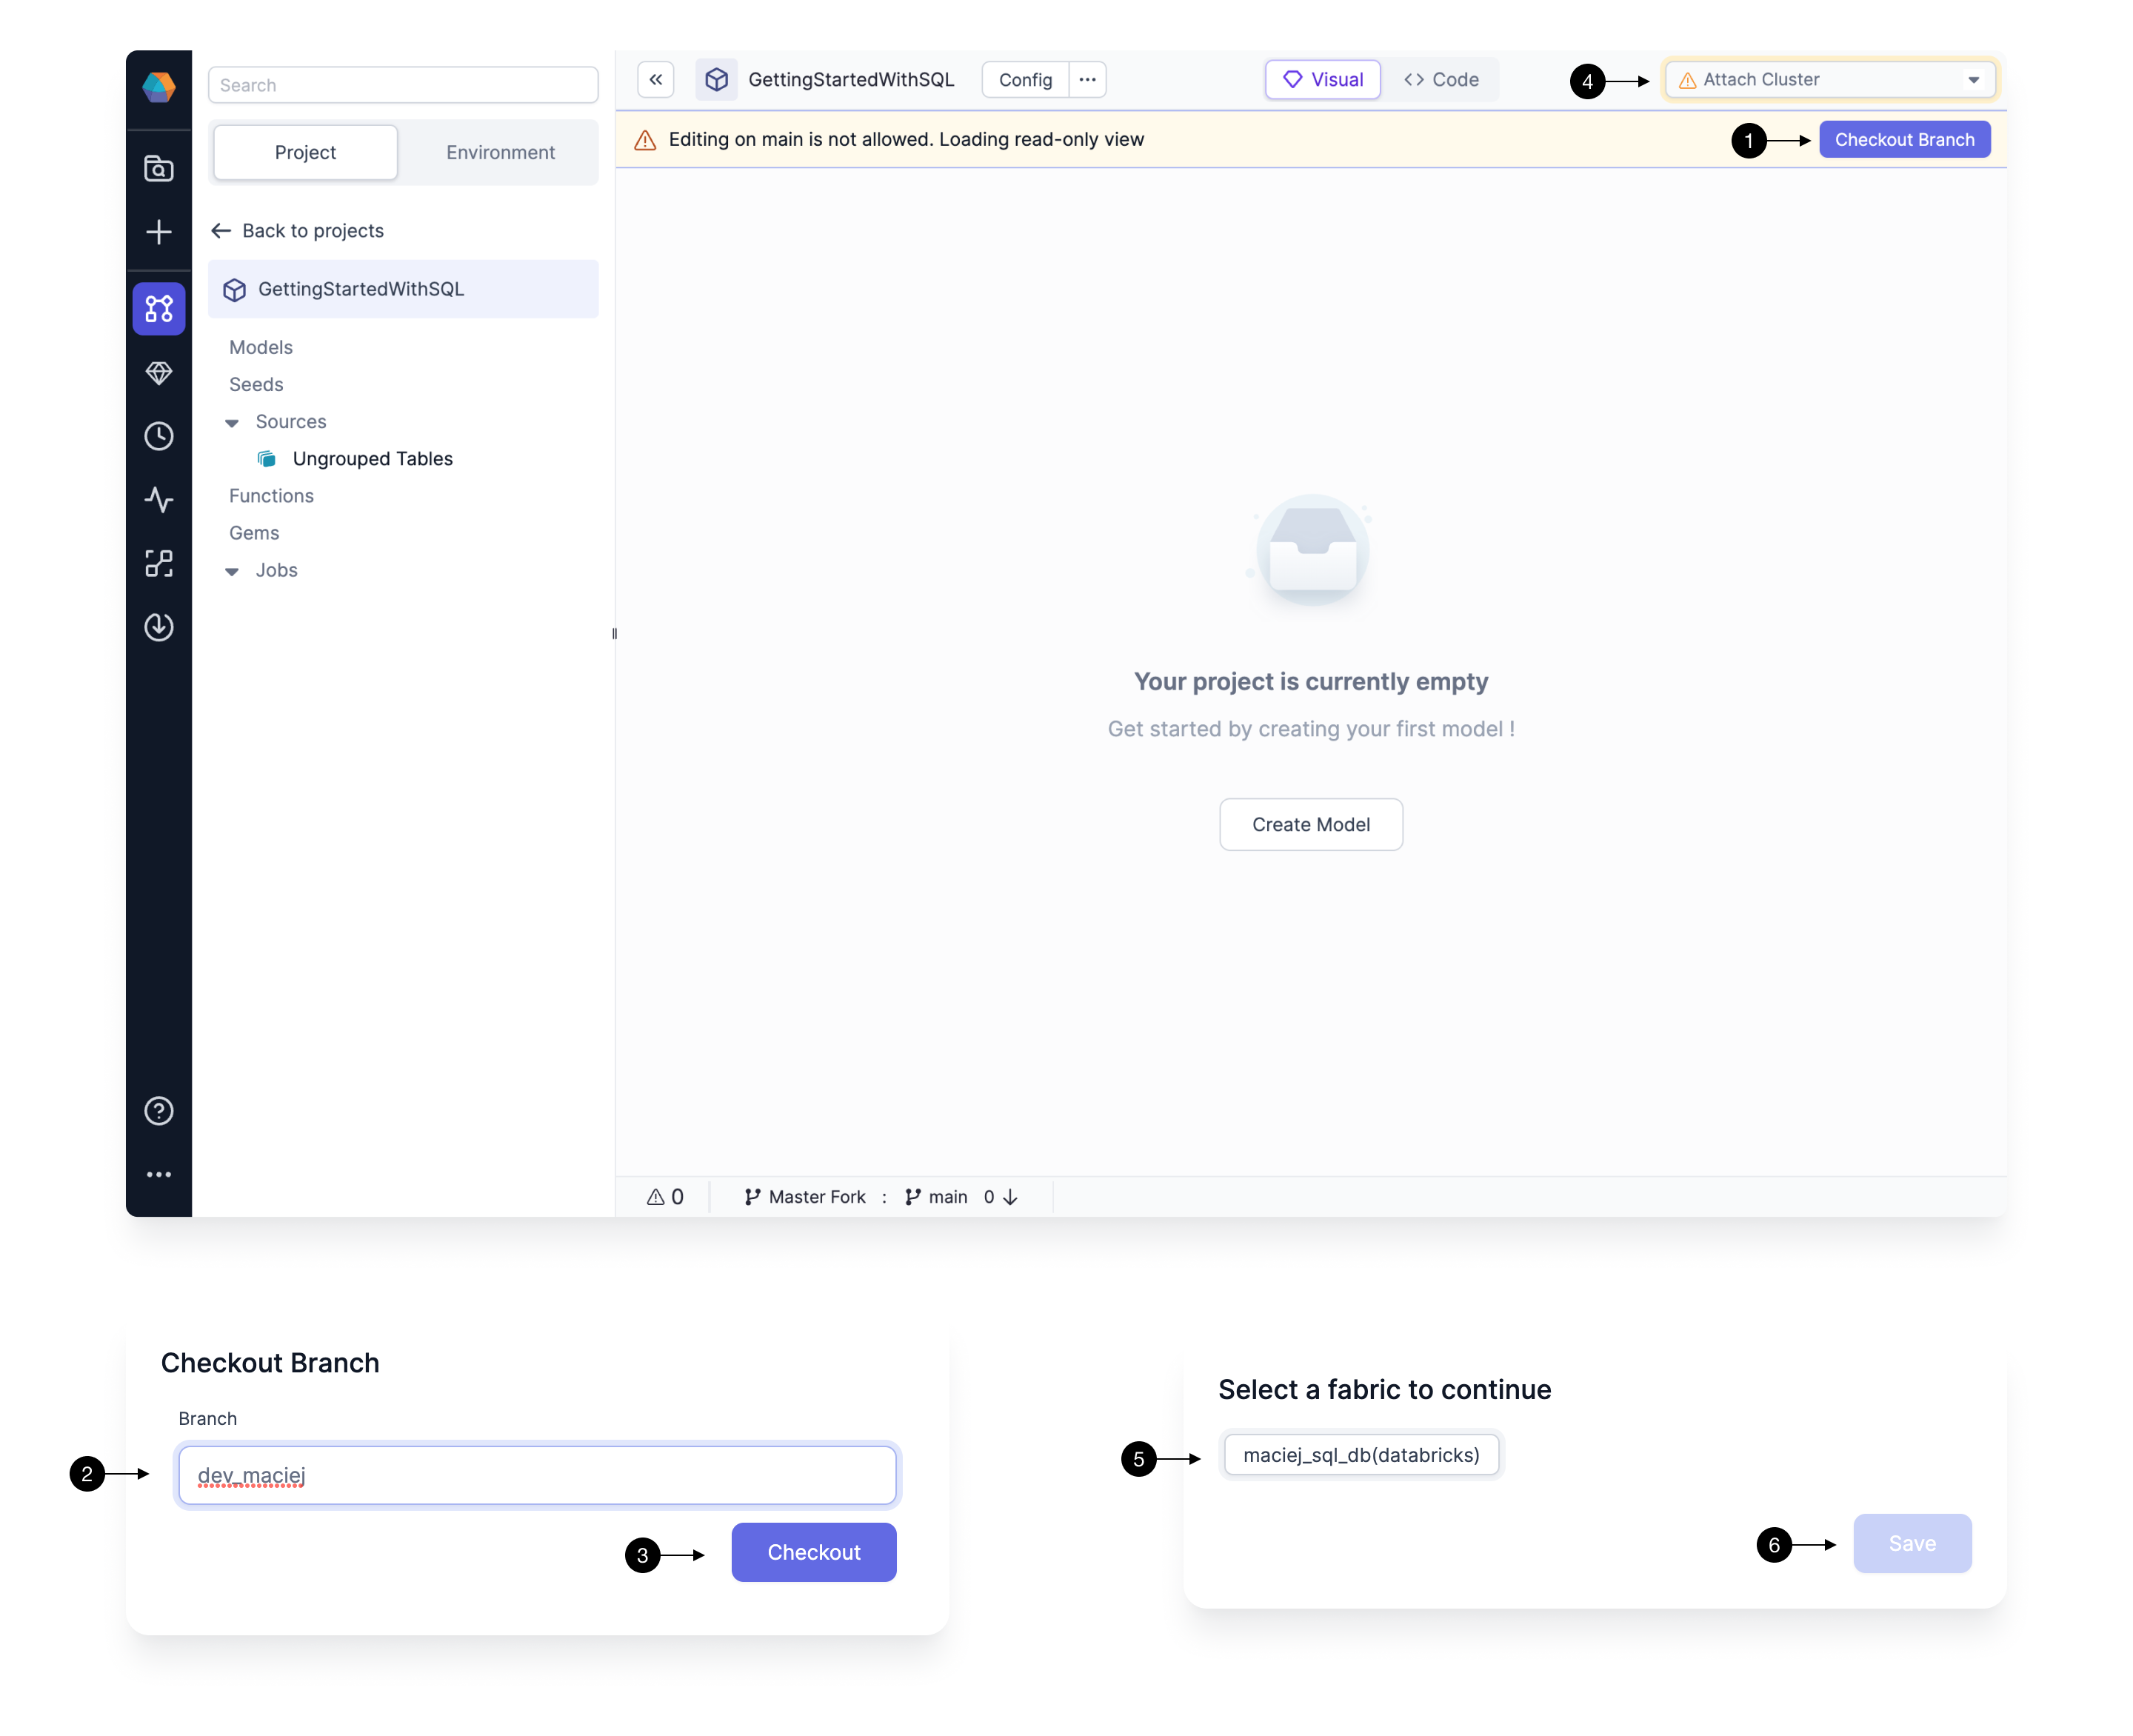 Search
Project
Environment
Back to projects
GettingStartedWithSQL
Models
Seeds
Sources
Ungrouped Tables
Functions
Gems
Jobs
GettingStartedWithSQL
Config
Visual
Code
4
Attach Cluster
Editing on main is not allowed. Loading read-only view
1
Checkout Branch
Your project is currently empty
Get started by creating your first model !
Create Model
0
Master Fork : main 0
Checkout Branch
Branch
2
dev_maciej
3
Checkout
Select a fabric to continue
5
maciej_sql_db(databricks)
6
Save